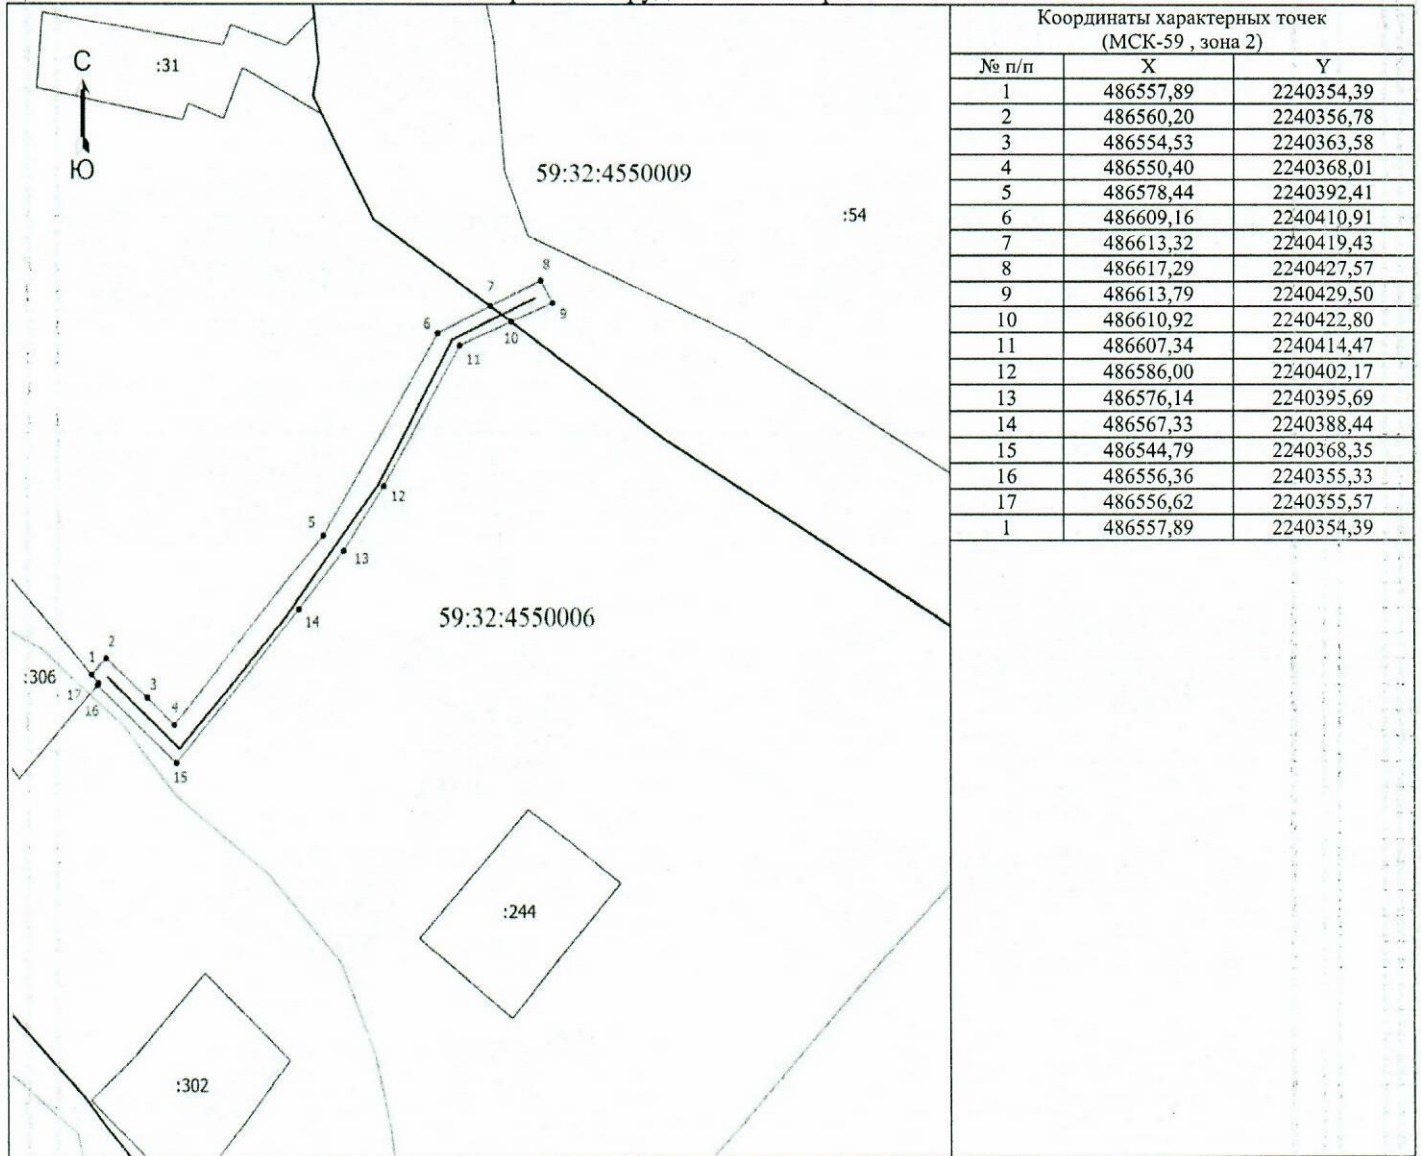 Координаты характерных точек
(МСК-59 , зона 2)
№ п/п X Y
1 486557,89 2240354,39
2 486560,20 2240356,78
3 486554,53 2240363,58
4 486550,40 2240368,01
5 486578,44 2240392,41
6 486609,16 2240410,91
7 486613,32 2240419,43
8 486617,29 2240427,57
9 486613,79 2240429,50
10 486610,92 2240422,80
11 486607,34 2240414,47
12 486586,00 2240402,17
13 486576,14 2240395,69
14 486567,33 2240388,44
15 486544,79 2240368,35
16 486556,36 2240355,33
17 486556,62 2240355,57
1 486557,89 2240354,39
:31
С
Ю
59:32:4550009
:54
8
7
9
6
10
11
12
5
13
14
59:32:4550006
2
1
:306
17
3
16
4
15
:244
:302